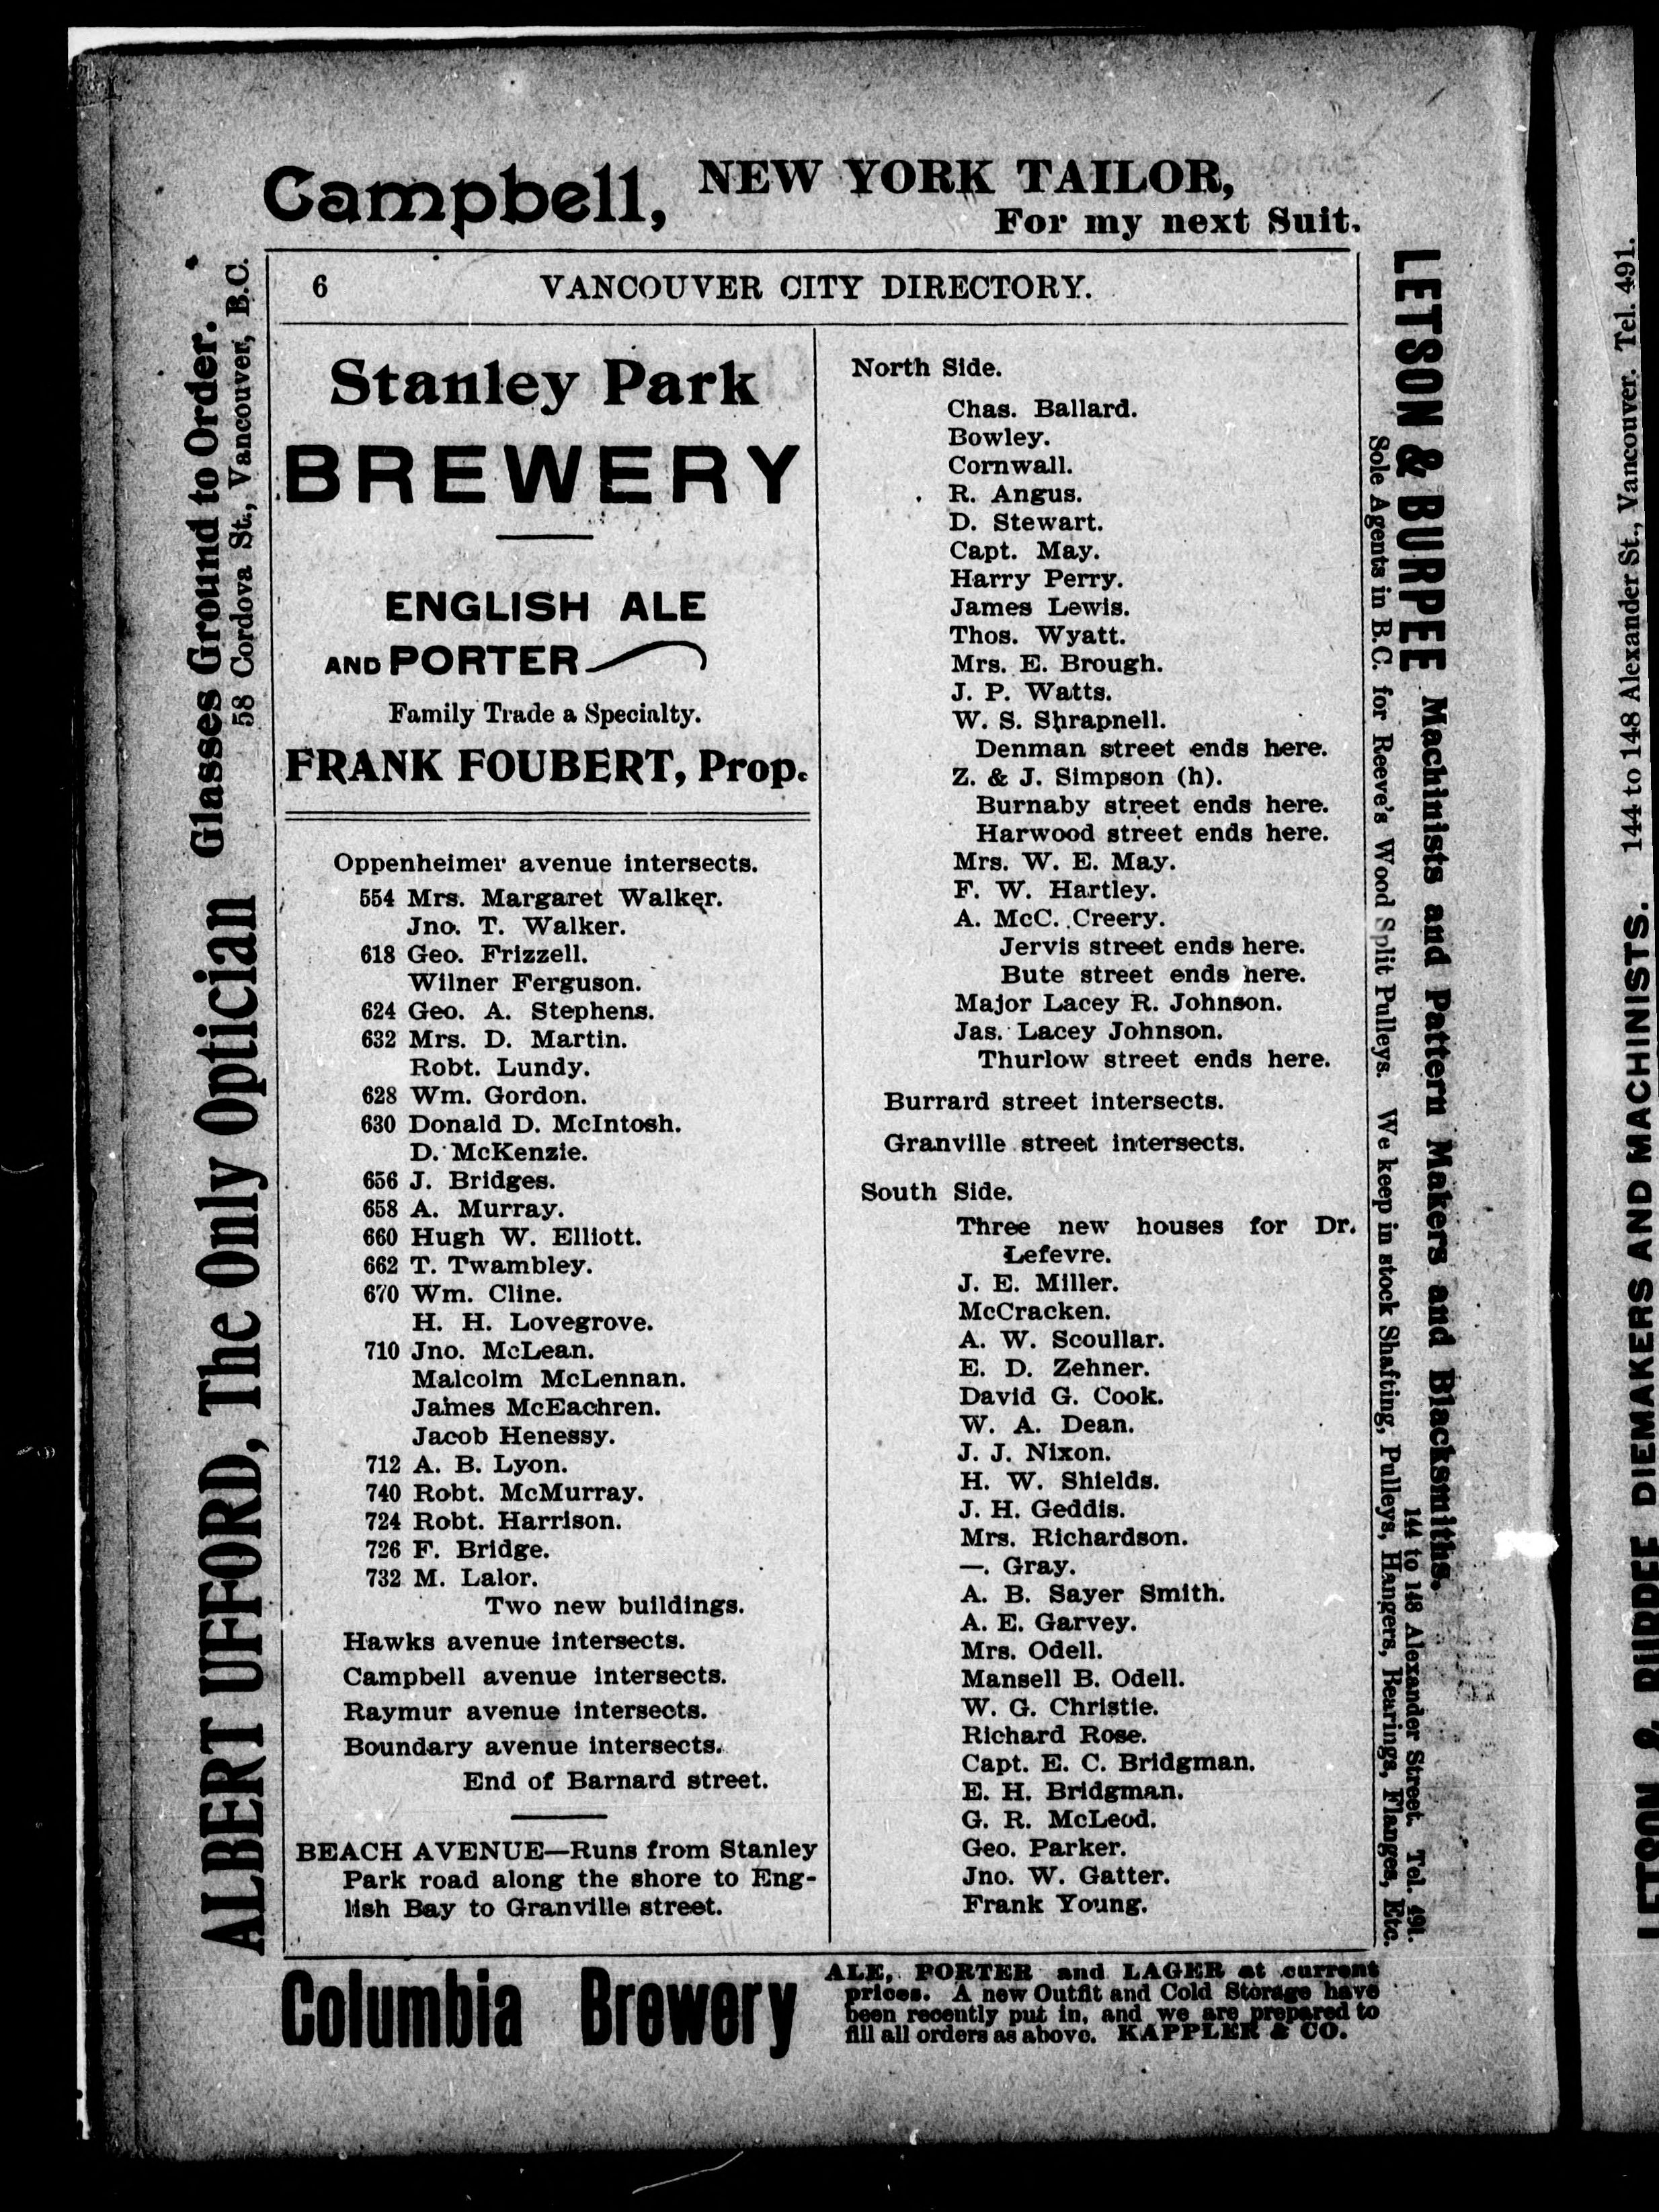 Campbell, NEW YORK TAILOR,
For my next Suit.
6 VANCOUVER CITY DIRECTORY.
Stanley Park
BREWERY
ENGLISH ALE
AND PORTER
Family Trade a Specialty.
FRANK FOUBERT, Prop.
Oppenheimer avenue intersects.
554 Mrs. Margaret Walker.
Jno. T. Walker.
618 Geo. Frizzell.
Wilner Ferguson.
624 Geo. A. Stephens.
632 Mrs. D. Martin.
Robt. Lundy.
628 Wm. Gordon.
630 Donald D. McIntosh.
D. McKenzie.
656 J. Bridges.
658 A. Murray.
660 Hugh W. Elliott.
662 T. Twambley.
670 Wm. Cline.
H. H. Lovegrove.
710 Jno. McLean.
Malcolm McLennan.
James McEachren.
Jacob Henessy.
712 A. B. Lyon.
740 Robt. McMurray.
724 Robt. Harrison.
726 F. Bridge.
732 M. Lalor.
Two new buildings.
Hawks avenue intersects.
Campbell avenue intersects.
Raymur avenue intersects.
Boundary avenue intersects.
End of Barnard street.
BEACH AVENUE—Runs from Stanley
Park road along the shore to Eng-
lish Bay to Granville street.
North Side.
Chas. Ballard.
Bowley.
Cornwall.
R. Angus.
D. Stewart.
Capt. May.
Harry Perry.
James Lewis.
Thos. Wyatt.
Mrs. E. Brough.
J. P. Watts.
W. S. Shrapnell.
Denman street ends here.
Z. & J. Simpson (h).
Burnaby street ends here.
Harwood street ends here.
Mrs. W. E. May.
F. W. Hartley.
A. McC. Creery.
Jervis street ends here.
Bute street ends here.
Major Lacey R. Johnson.
Jas. Lacey Johnson.
Thurlow street ends here.
Burrard street intersects.
Granville street intersects.
South Side.
Three new houses for Dr.
Lefevre.
J. E. Miller.
McCracken.
A. W. Scoullar.
E. D. Zehner.
David G. Cook.
W. A. Dean.
J. J. Nixon.
H. W. Shields.
J. H. Geddis.
Mrs. Richardson.
—. Gray.
A. B. Sayer Smith.
A. E. Garvey.
Mrs. Odell.
Mansell B. Odell.
W. G. Christie.
Richard Rose.
Capt. E. C. Bridgman.
E. H. Bridgman.
G. R. McLeod.
Geo. Parker.
Jno. W. Gatter.
Frank Young.
Columbia Brewery
ALE, PORTER and LAGER at current
prices. A new Outfit and Cold Storage have
been recently put in, and we are prepared to
fill all orders as above. KAPPLER & CO.
ALBERT UFFORD, The Only Optician Glasses Ground to Order.
58 Cordova St., Vancouver, B.C.
LETSON & BURPEE Machinists and Pattern Makers and Blacksmiths.
144 to 148 Alexander Street. Tel. 491.
Sole Agents in B.C. for Reeve's Wood Split Pulleys. We keep in stock Shafting, Pulleys, Hangers, Bearings, Flanges, Etc.
LETSON & BURPEE DIEMAKERS AND MACHINISTS. 144 to 148 Alexander St., Vancouver. Tel. 491.